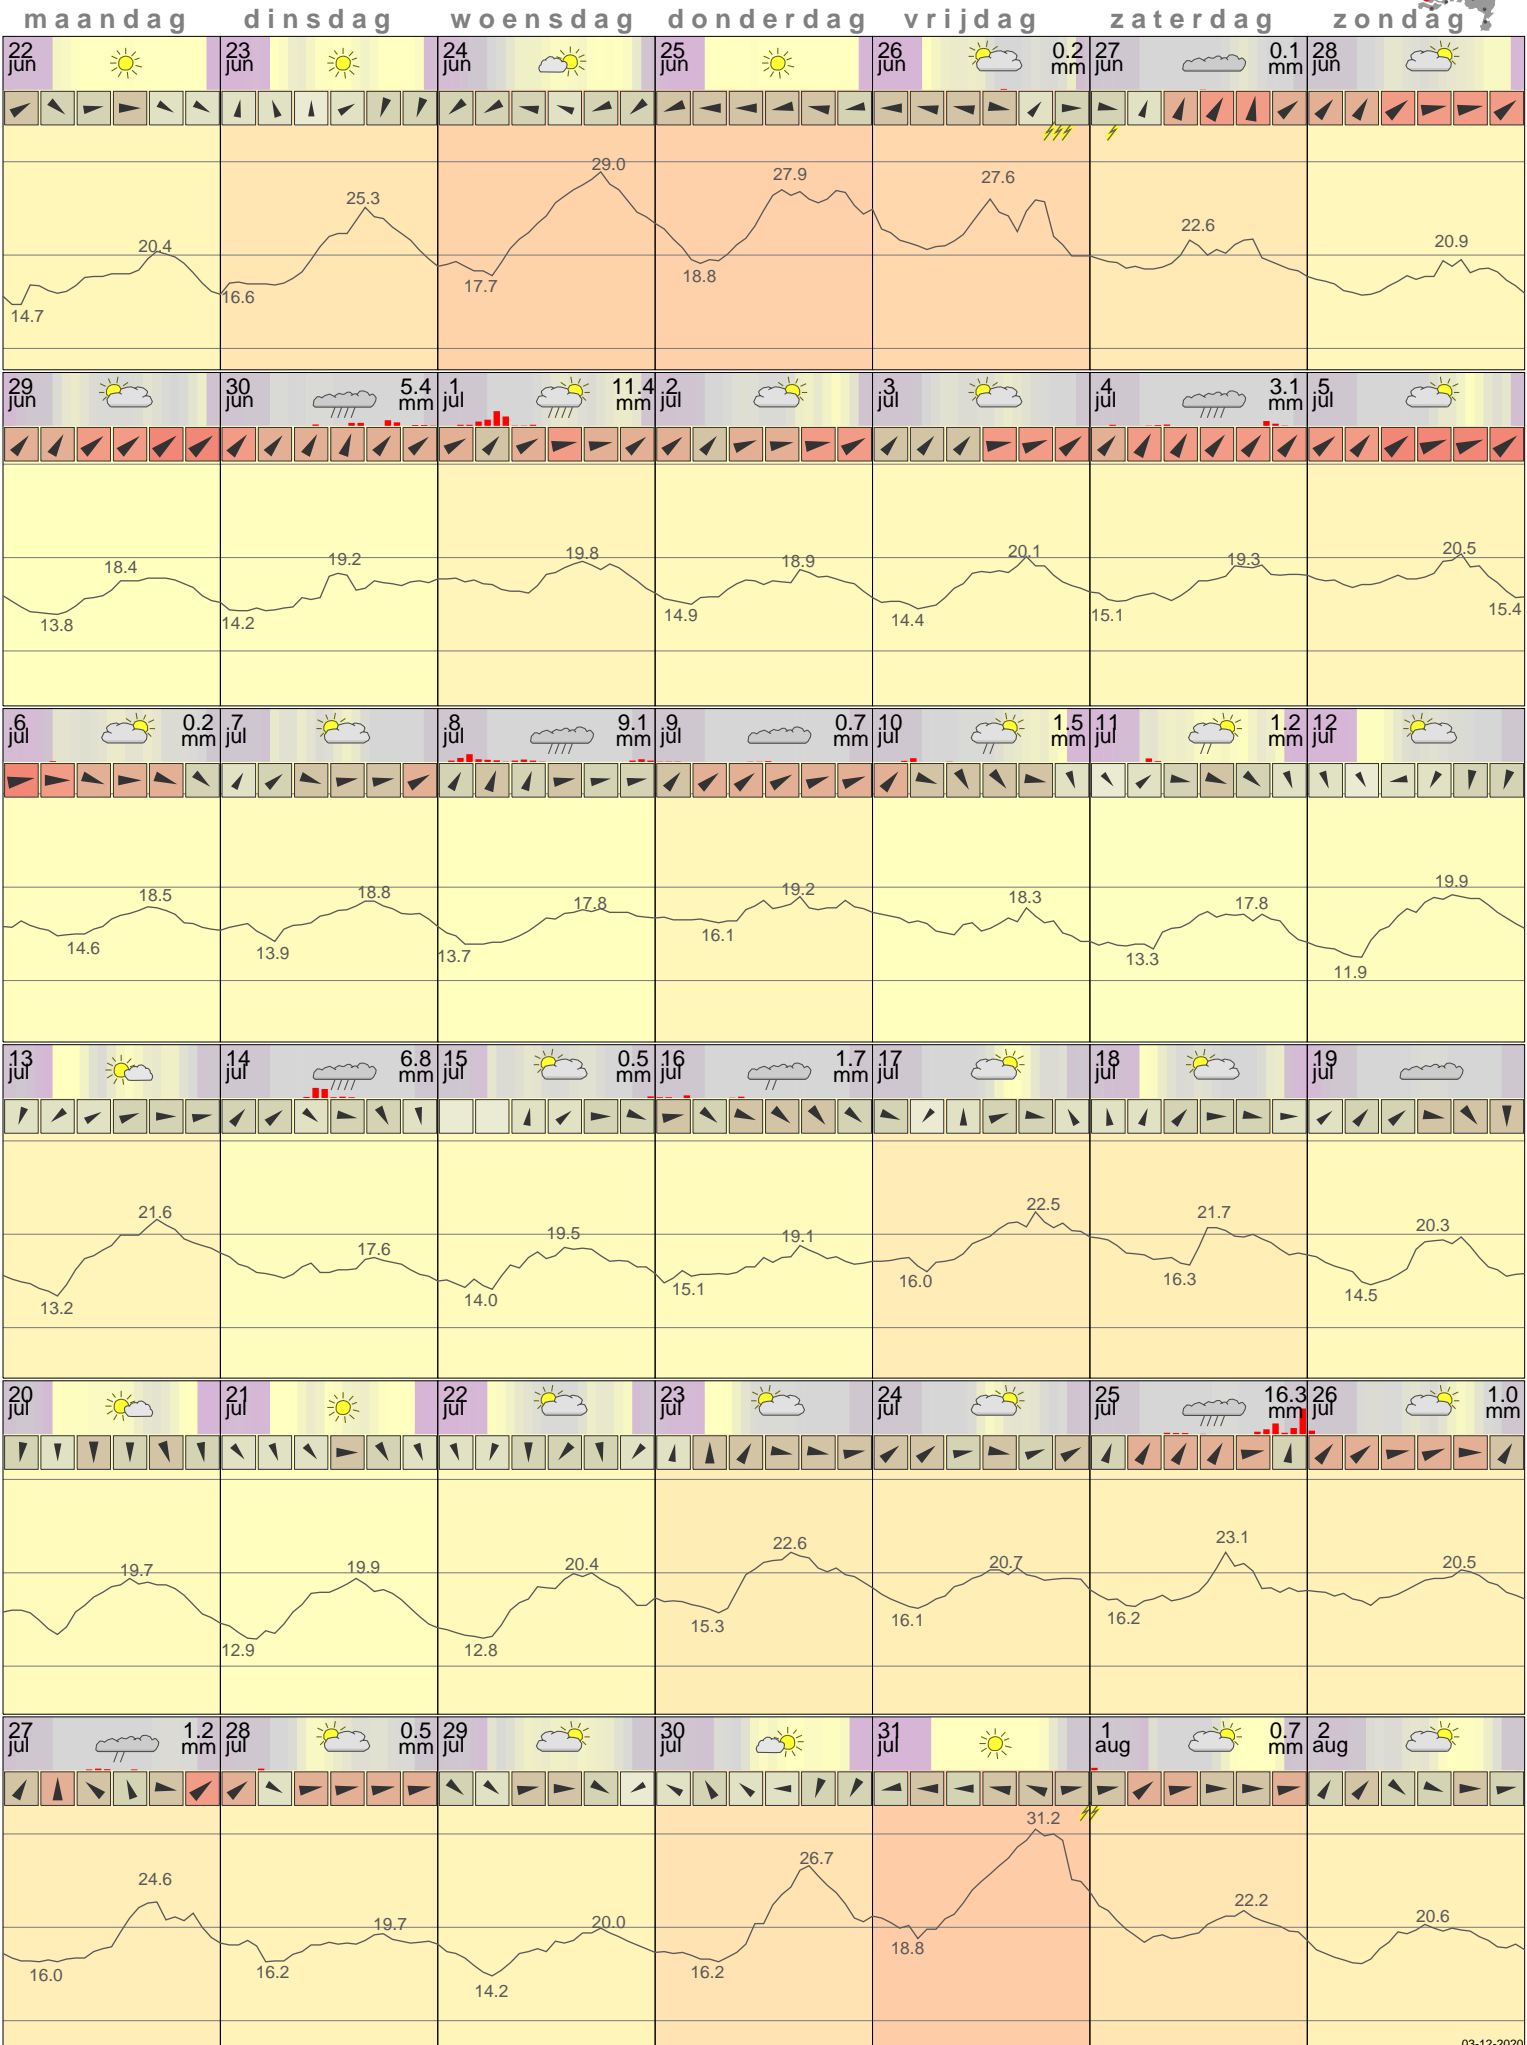 maandag dinsdag woensdag donderdag vrijdag zaterdag zondag
22 jun 23 jun 24 jun 25 jun 26 jun 0.2 mm 27 jun 0.1 mm 28 jun
14.7 20.4 16.6 25.3 17.7 29.0 18.8 27.9 27.6 22.6 20.9
29 jun 30 jun 5.4 mm 1 jul 11.4 mm 2 jul 3 jul 4 jul 3.1 mm 5 jul
13.8 18.4 14.2 19.2 19.8 14.9 18.9 14.4 20.1 15.1 19.3 20.5 15.4
6 jul 0.2 mm 7 jul 8 jul 9.1 mm 9 jul 0.7 mm 10 jul 1.5 mm 11 jul 1.2 mm 12 jul
14.6 18.5 13.9 18.8 13.7 17.8 16.1 19.2 18.3 13.3 17.8 11.9 19.9
13 jul 14 jul 6.8 mm 15 jul 0.5 mm 16 jul 1.7 mm 17 jul 18 jul 19 jul
13.2 21.6 17.6 14.0 19.5 15.1 19.1 16.0 22.5 16.3 21.7 14.5 20.3
20 jul 21 jul 22 jul 23 jul 24 jul 25 jul 16.3 mm 26 jul 1.0 mm
19.7 12.9 19.9 12.8 20.4 15.3 22.6 16.1 20.7 16.2 23.1 20.5
27 jul 1.2 mm 28 jul 0.5 mm 29 jul 30 jul 31 jul 1 aug 0.7 mm 2 aug
16.0 24.6 16.2 19.7 14.2 20.0 16.2 26.7 18.8 31.2 22.2 20.6
03-12-2020